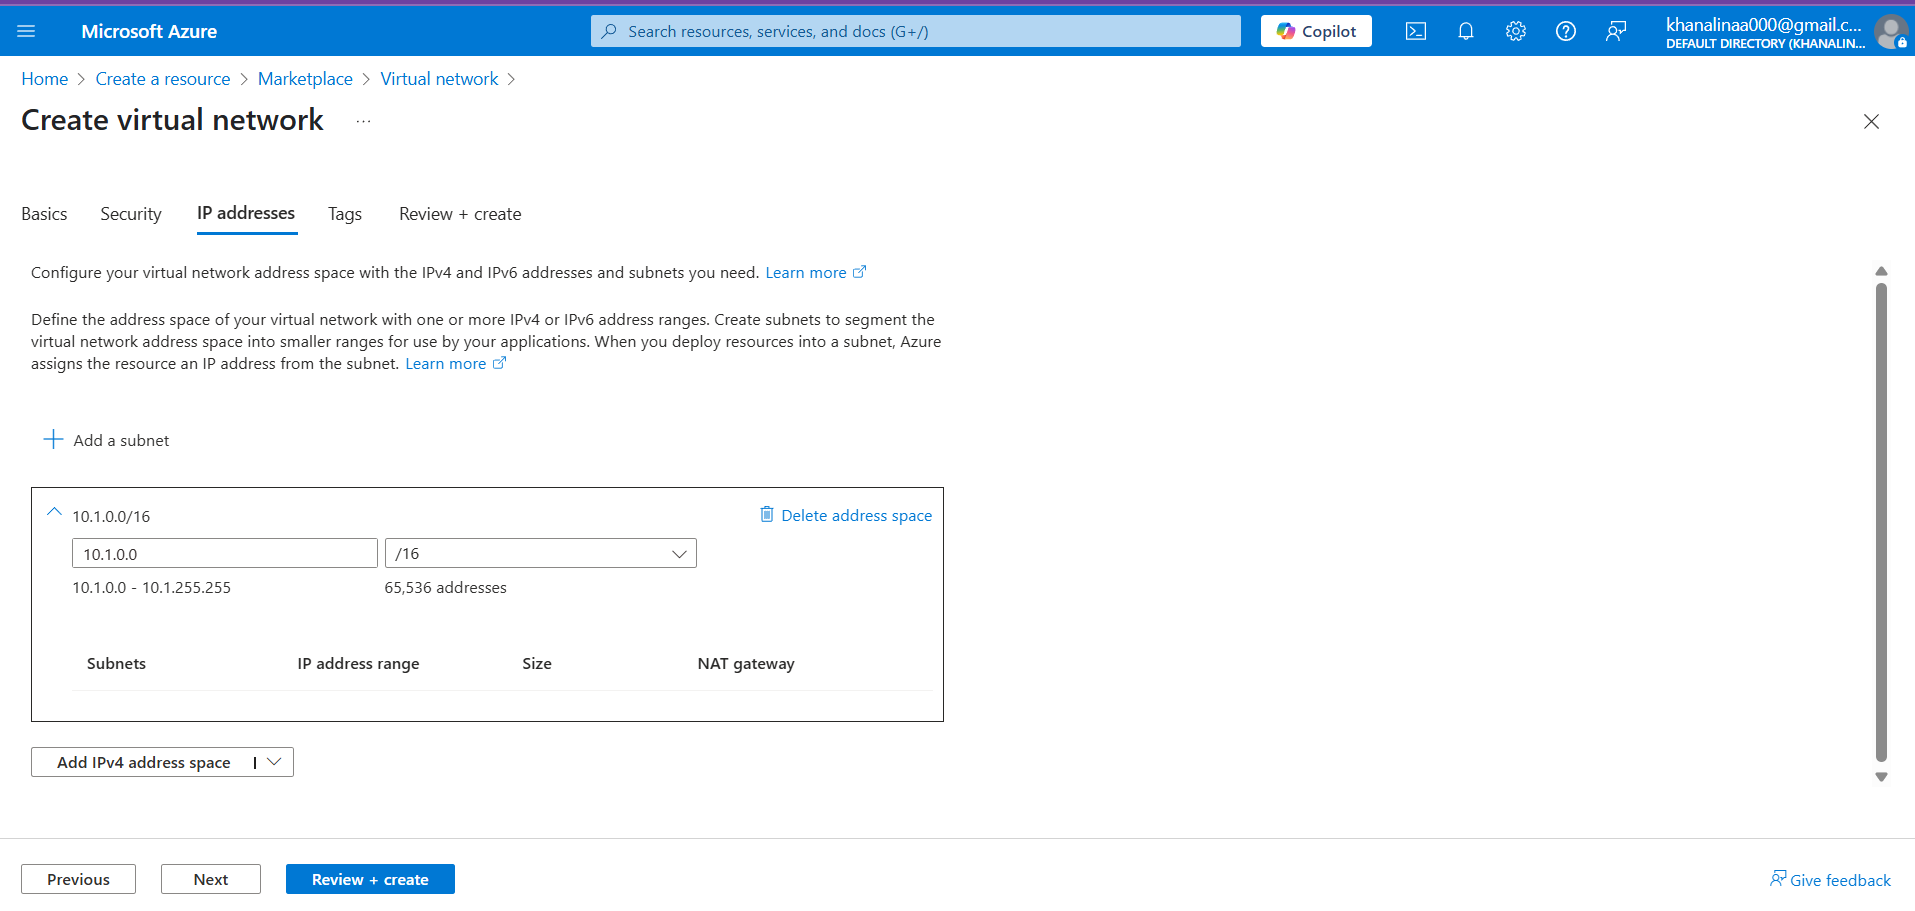 Microsoft Azure
Search resources, services, and docs (G+/)
Copilot
khanalinaa000@gmail.c...
DEFAULT DIRECTORY (KHANALIN...
Home > Create a resource > Marketplace > Virtual network >
Create virtual network ...
Basics Security IP addresses Tags Review + create
Configure your virtual network address space with the IPv4 and IPv6 addresses and subnets you need. Learn more
Define the address space of your virtual network with one or more IPv4 or IPv6 address ranges. Create subnets to segment the
virtual network address space into smaller ranges for use by your applications. When you deploy resources into a subnet, Azure
assigns the resource an IP address from the subnet. Learn more
Add a subnet
10.1.0.0/16 Delete address space
10.1.0.0 /16
10.1.0.0 - 10.1.255.255 65,536 addresses
Subnets IP address range Size NAT gateway
Add IPv4 address space |
Previous Next Review + create Give feedback